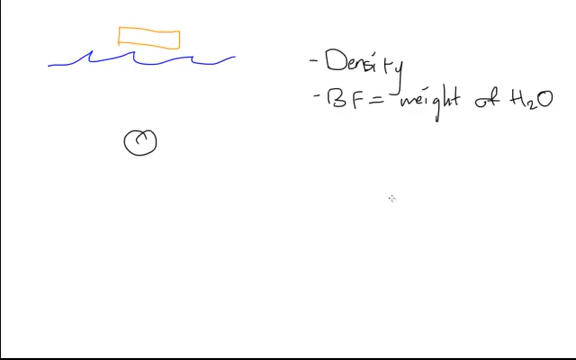 - Density
- BF = weight of H₂O